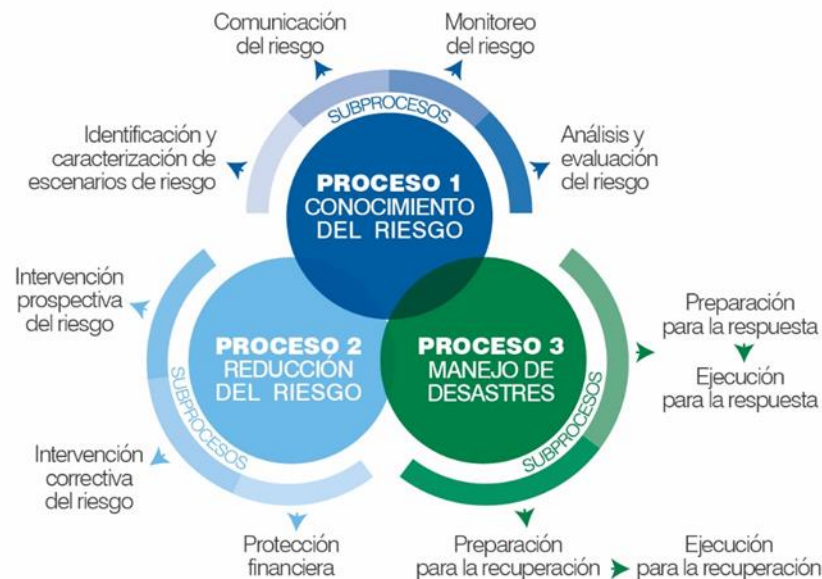 Comunicación
del riesgo
Monitoreo
del riesgo
SUBPROCESOS
Identificación y
caracterización de
escenarios de riesgo
Análisis y
evaluación
del riesgo
PROCESO 1
CONOCIMIENTO
DEL RIESGO
Intervención
prospectiva
del riesgo
PROCESO 2
REDUCCIÓN
DEL RIESGO
SUBPROCESOS
Intervención
correctiva
del riesgo
Protección
financiera
PROCESO 3
MANEJO DE
DESASTRES
SUBPROCESOS
Preparación
para la respuesta
Ejecución
para la respuesta
Preparación
para la recuperación
Ejecución
para la recuperación